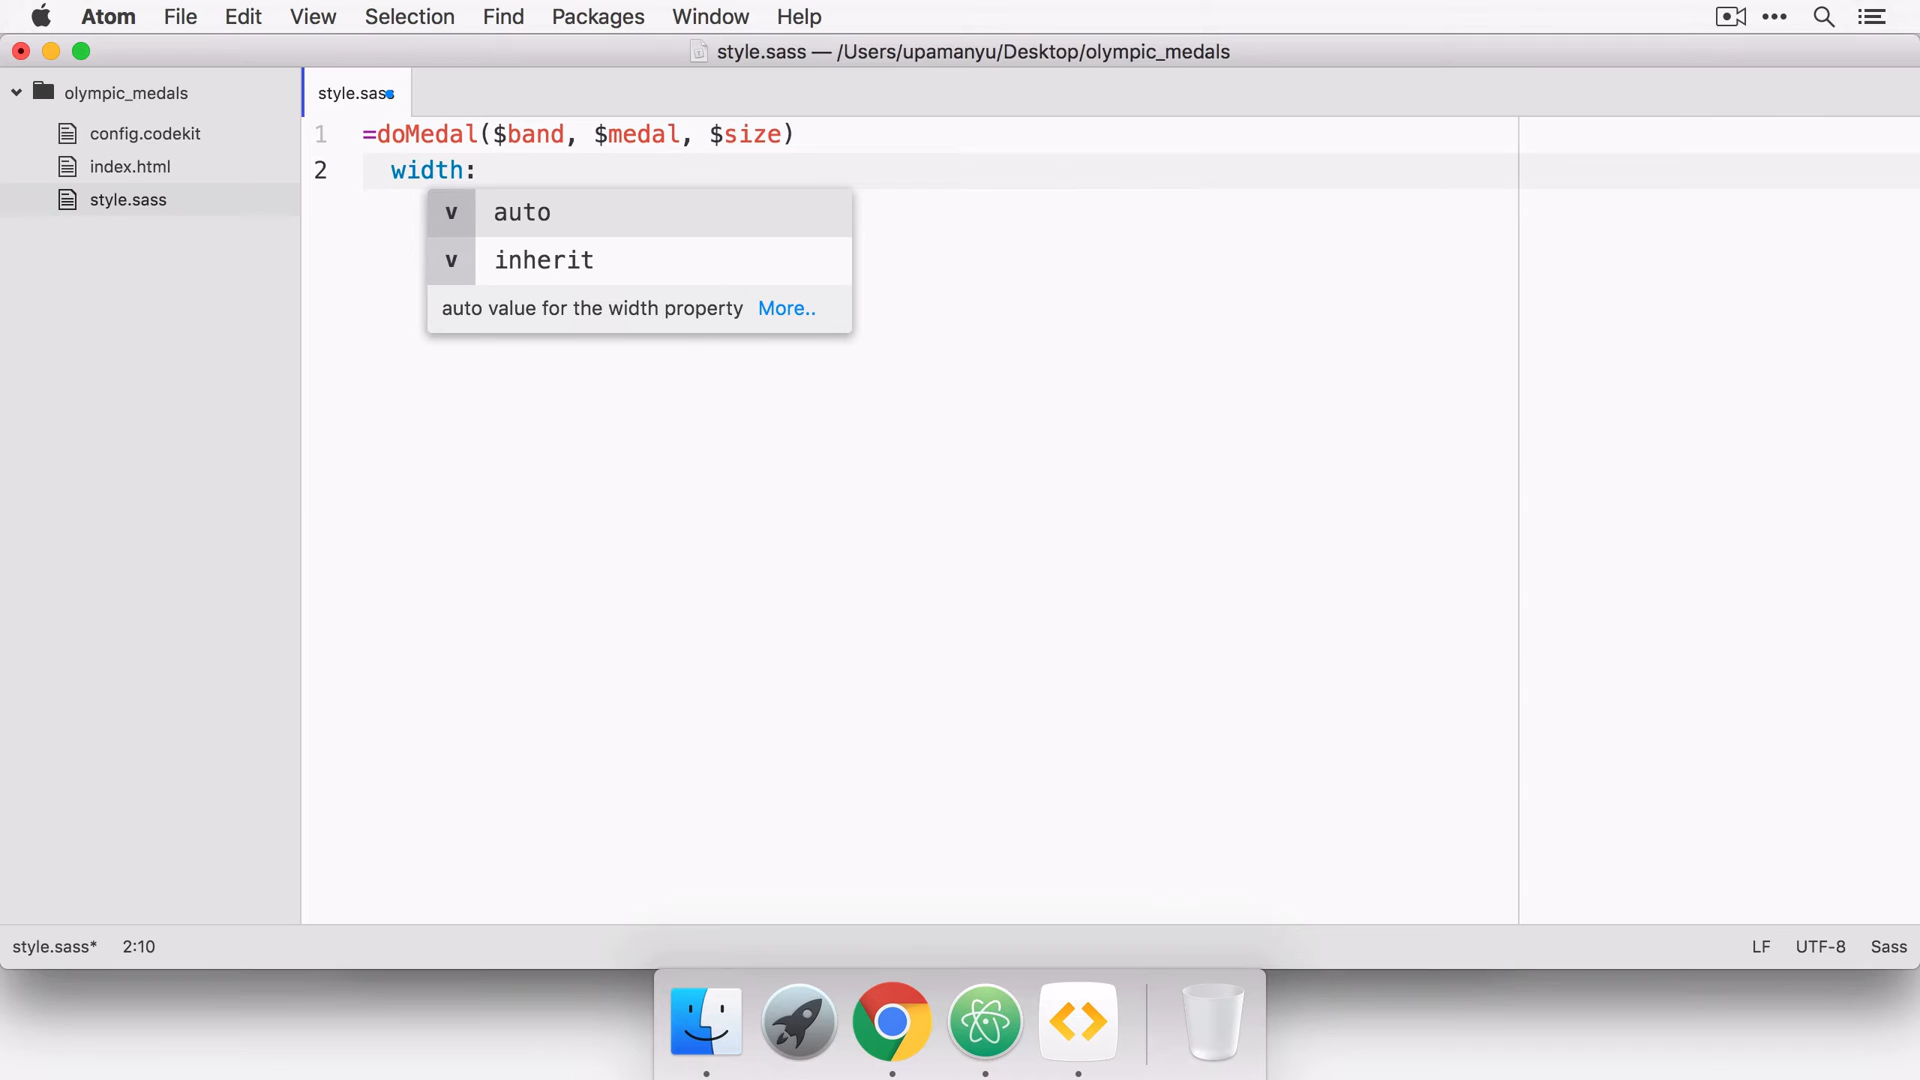 Atom File Edit View Selection Find Packages Window Help
style.sass — /Users/upamanyu/Desktop/olympic_medals
olympic_medals
config.codekit
index.html
style.sass
style.sass
1 =doMedal($band, $medal, $size)
2 width:
v auto
v inherit
auto value for the width property More..
style.sass* 2:10 LF UTF-8 Sass